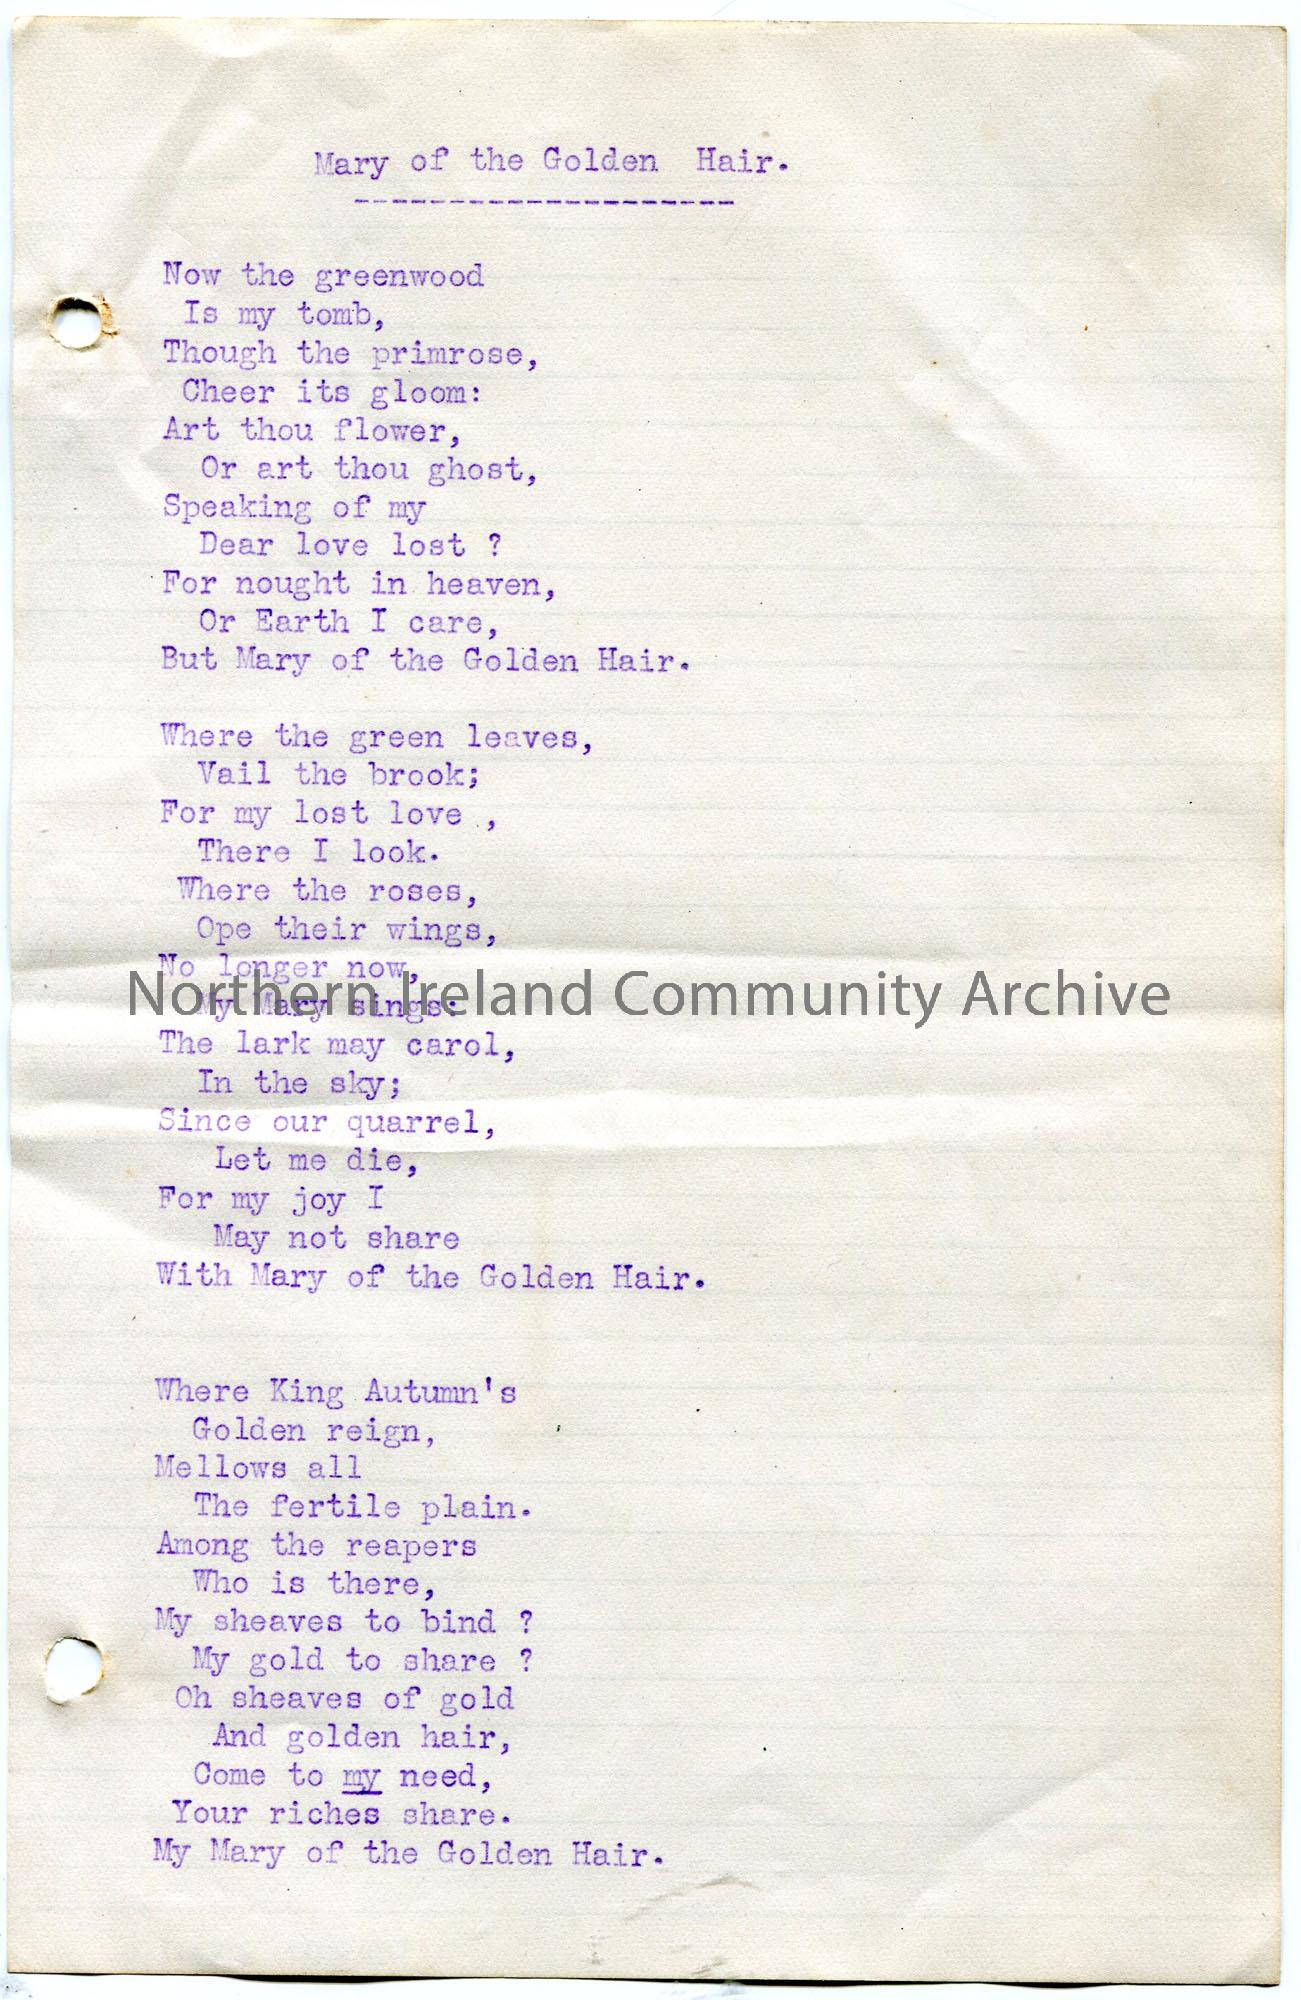 Mary of the Golden Hair.
--------------------
Now the greenwood
Is my tomb,
Though the primrose,
Cheer its gloom:
Art thou flower,
Or art thou ghost,
Speaking of my
Dear love lost ?
For nought in heaven,
Or Earth I care,
But Mary of the Golden Hair.
Where the green leaves,
Vail the brook;
For my lost love ,
There I look.
Where the roses,
Ope their wings,
No longer now,
My Mary sings:
Northern Ireland Community Archive
The lark may carol,
In the sky;
Since our quarrel,
Let me die,
For my joy I
May not share
With Mary of the Golden Hair.
Where King Autumn's
Golden reign,
Mellows all
The fertile plain.
Among the reapers
Who is there,
My sheaves to bind ?
My gold to share ?
Oh sheaves of gold
And golden hair,
Come to my need,
Your riches share.
My Mary of the Golden Hair.